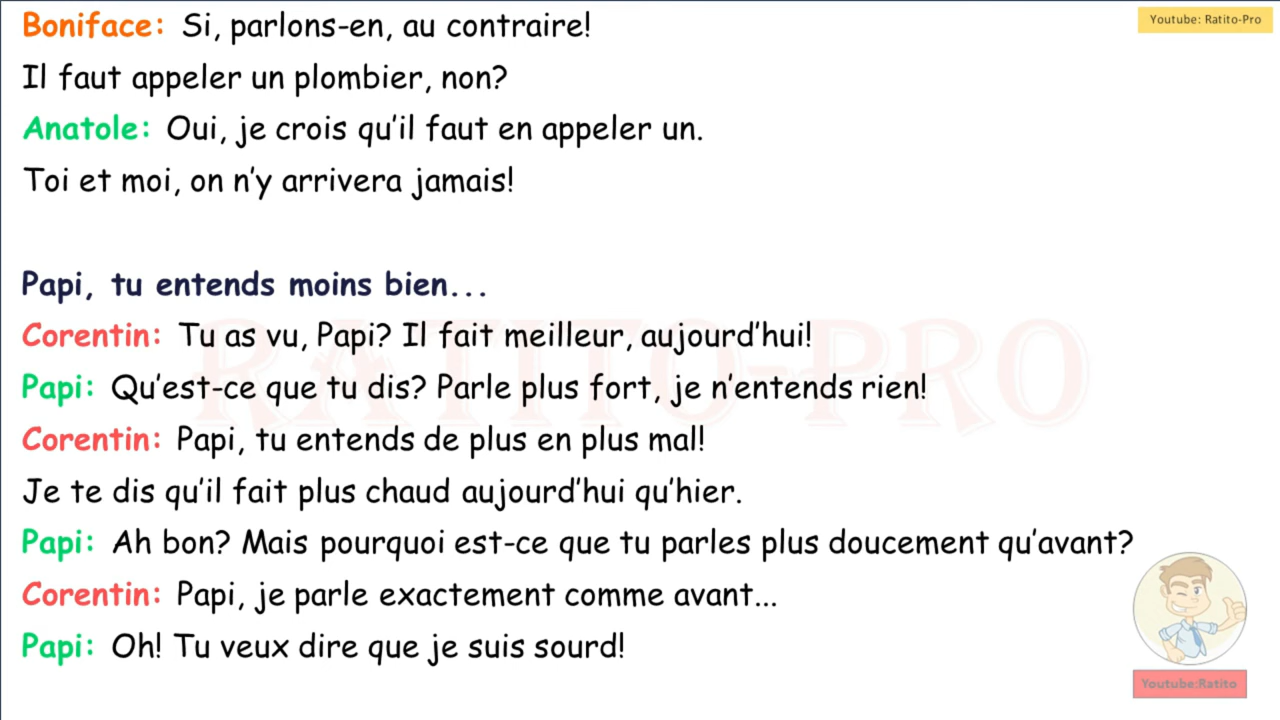 Boniface: Si, parlons-en, au contraire!
Youtube: Ratito-Pro
Il faut appeler un plombier, non?
Anatole: Oui, je crois qu'il faut en appeler un.
Toi et moi, on n'y arrivera jamais!
Papi, tu entends moins bien...
RATITO-PRO
Corentin: Tu as vu, Papi? Il fait meilleur, aujourd'hui!
Papi: Qu'est-ce que tu dis? Parle plus fort, je n'entends rien!
Corentin: Papi, tu entends de plus en plus mal!
Je te dis qu'il fait plus chaud aujourd'hui qu'hier.
Papi: Ah bon? Mais pourquoi est-ce que tu parles plus doucement qu'avant?
Corentin: Papi, je parle exactement comme avant...
Papi: Oh! Tu veux dire que je suis sourd!
Youtube:Ratito